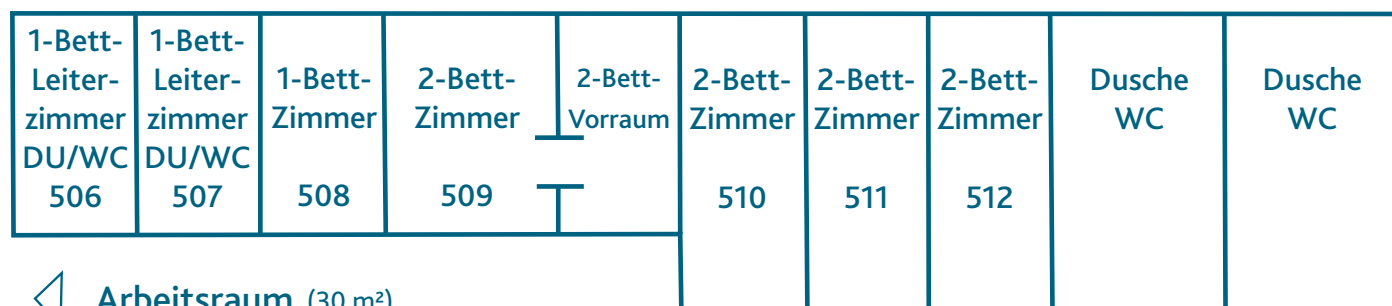 1-Bett-
Leiter-
zimmer
DU/WC
506
1-Bett-
Leiter-
zimmer
DU/WC
507
1-Bett-
Zimmer
508
2-Bett-
Zimmer
509
2-Bett-
Vorraum
2-Bett-
Zimmer
510
2-Bett-
Zimmer
511
2-Bett-
Zimmer
512
Dusche
WC
Dusche
WC
Arbeitsraum (30 m²)